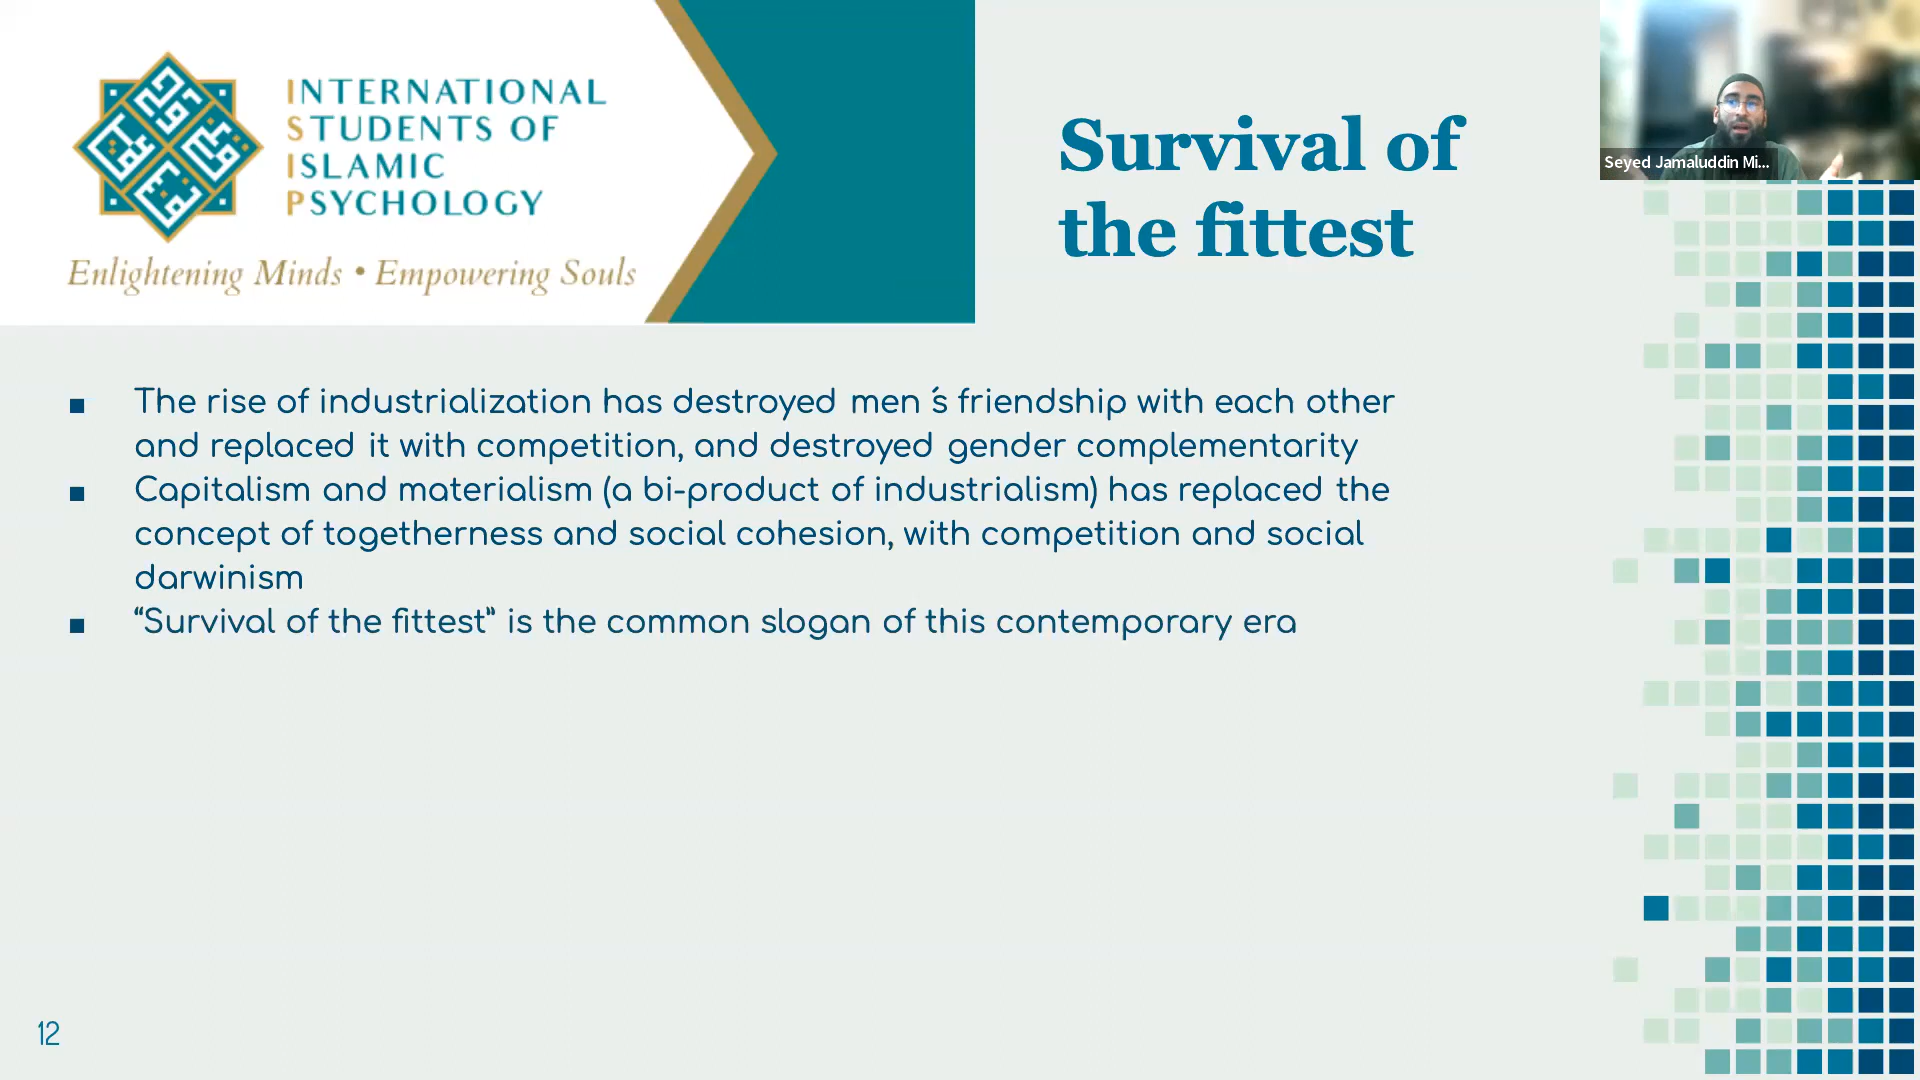 INTERNATIONAL
STUDENTS OF
ISLAMIC
PSYCHOLOGY
Enlightening Minds • Empowering Souls
Survival of
the fittest
Seyed Jamaluddin Mi...
■ The rise of industrialization has destroyed men ´s friendship with each other
and replaced it with competition, and destroyed gender complementarity
■ Capitalism and materialism (a bi-product of industrialism) has replaced the
concept of togetherness and social cohesion, with competition and social
darwinism
■ “Survival of the fittest” is the common slogan of this contemporary era
12